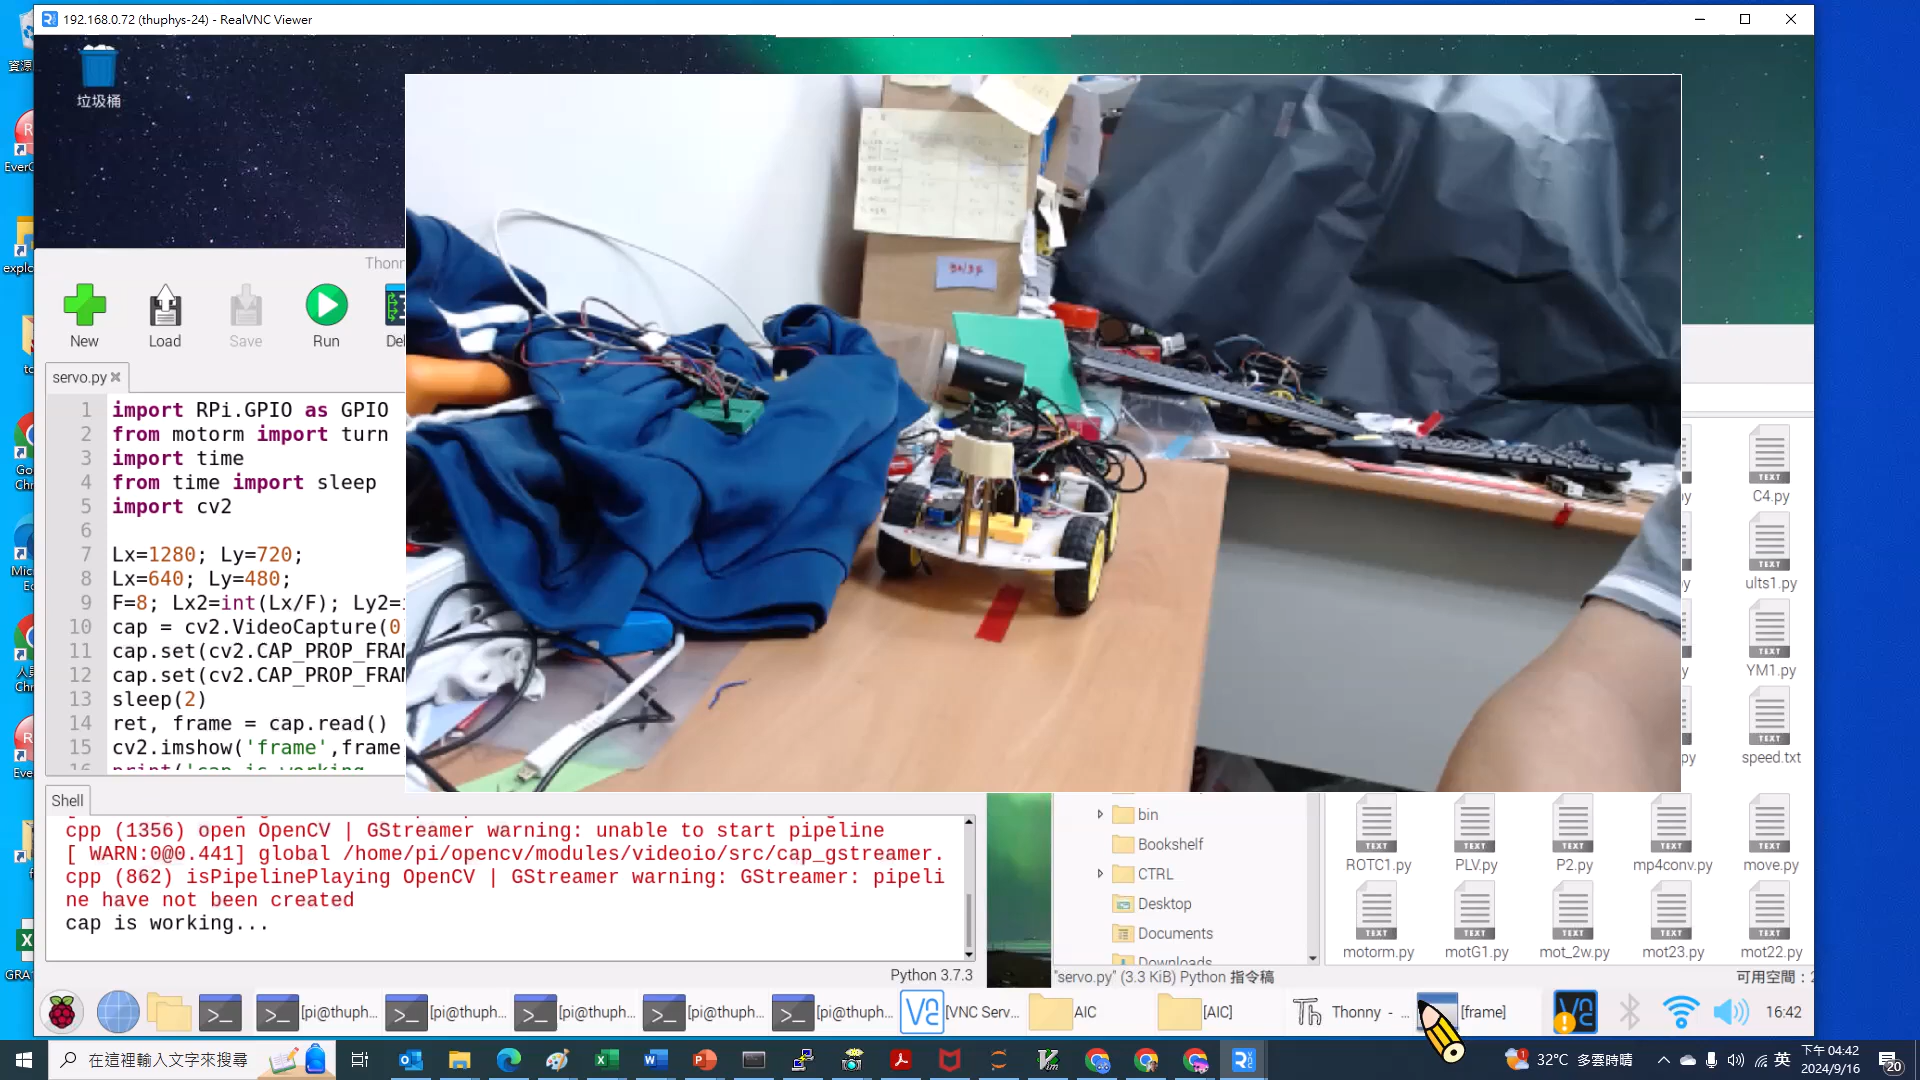 192.168.0.72 (thuphys-24) - RealVNC Viewer
垃圾桶
Thonn
New
Load
Save
Run
servo.py
1 import RPi.GPIO as GPIO
2 from motorm import turn
3 import time
4 from time import sleep
5 import cv2
6
7 Lx=1280; Ly=720;
8 Lx=640; Ly=480;
9 F=8; Lx2=int(Lx/F); Ly2=
10 cap = cv2.VideoCapture(0
11 cap.set(cv2.CAP_PROP_FRAM
12 cap.set(cv2.CAP_PROP_FRAM
13 sleep(2)
14 ret, frame = cap.read()
15 cv2.imshow('frame',frame
Shell
cpp (1356) open OpenCV | GStreamer warning: unable to start pipeline
[ WARN:0@0.441] global /home/pi/opencv/modules/videoio/src/cap_gstreamer.
cpp (862) isPipelinePlaying OpenCV | GStreamer warning: GStreamer: pipeli
ne have not been created
cap is working...
Python 3.7.3
bin
Bookshelf
CTRL
Desktop
Documents
Downloads
C4.py
ults1.py
YM1.py
speed.txt
ROTC1.py
PLV.py
P2.py
mp4conv.py
move.py
motorm.py
motG1.py
mot_2w.py
mot23.py
mot22.py
"servo.py" (3.3 KiB) Python 指令稿
可用空間：
[pi@thuph...
[pi@thuph...
[pi@thuph...
[pi@thuph...
[pi@thuph...
[VNC Serv...
AIC
[AIC]
Thonny - ...
[frame]
16:42
在這裡輸入文字來搜尋
32°C 多雲時晴
英
下午 04:42
2024/9/16
20